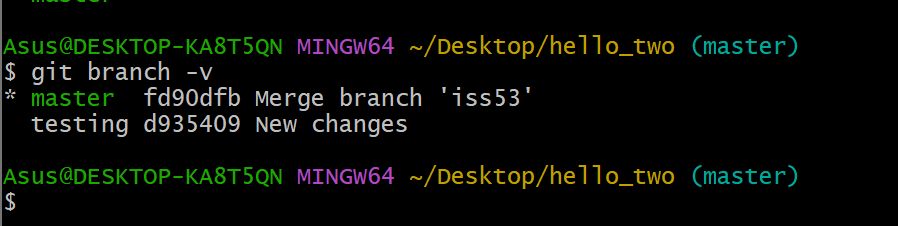 master
Asus@DESKTOP-KA8T5QN MINGW64 ~/Desktop/hello_two (master)
$ git branch -v
* master  fd90dfb Merge branch 'iss53'
  testing d935409 New changes
Asus@DESKTOP-KA8T5QN MINGW64 ~/Desktop/hello_two (master)
$